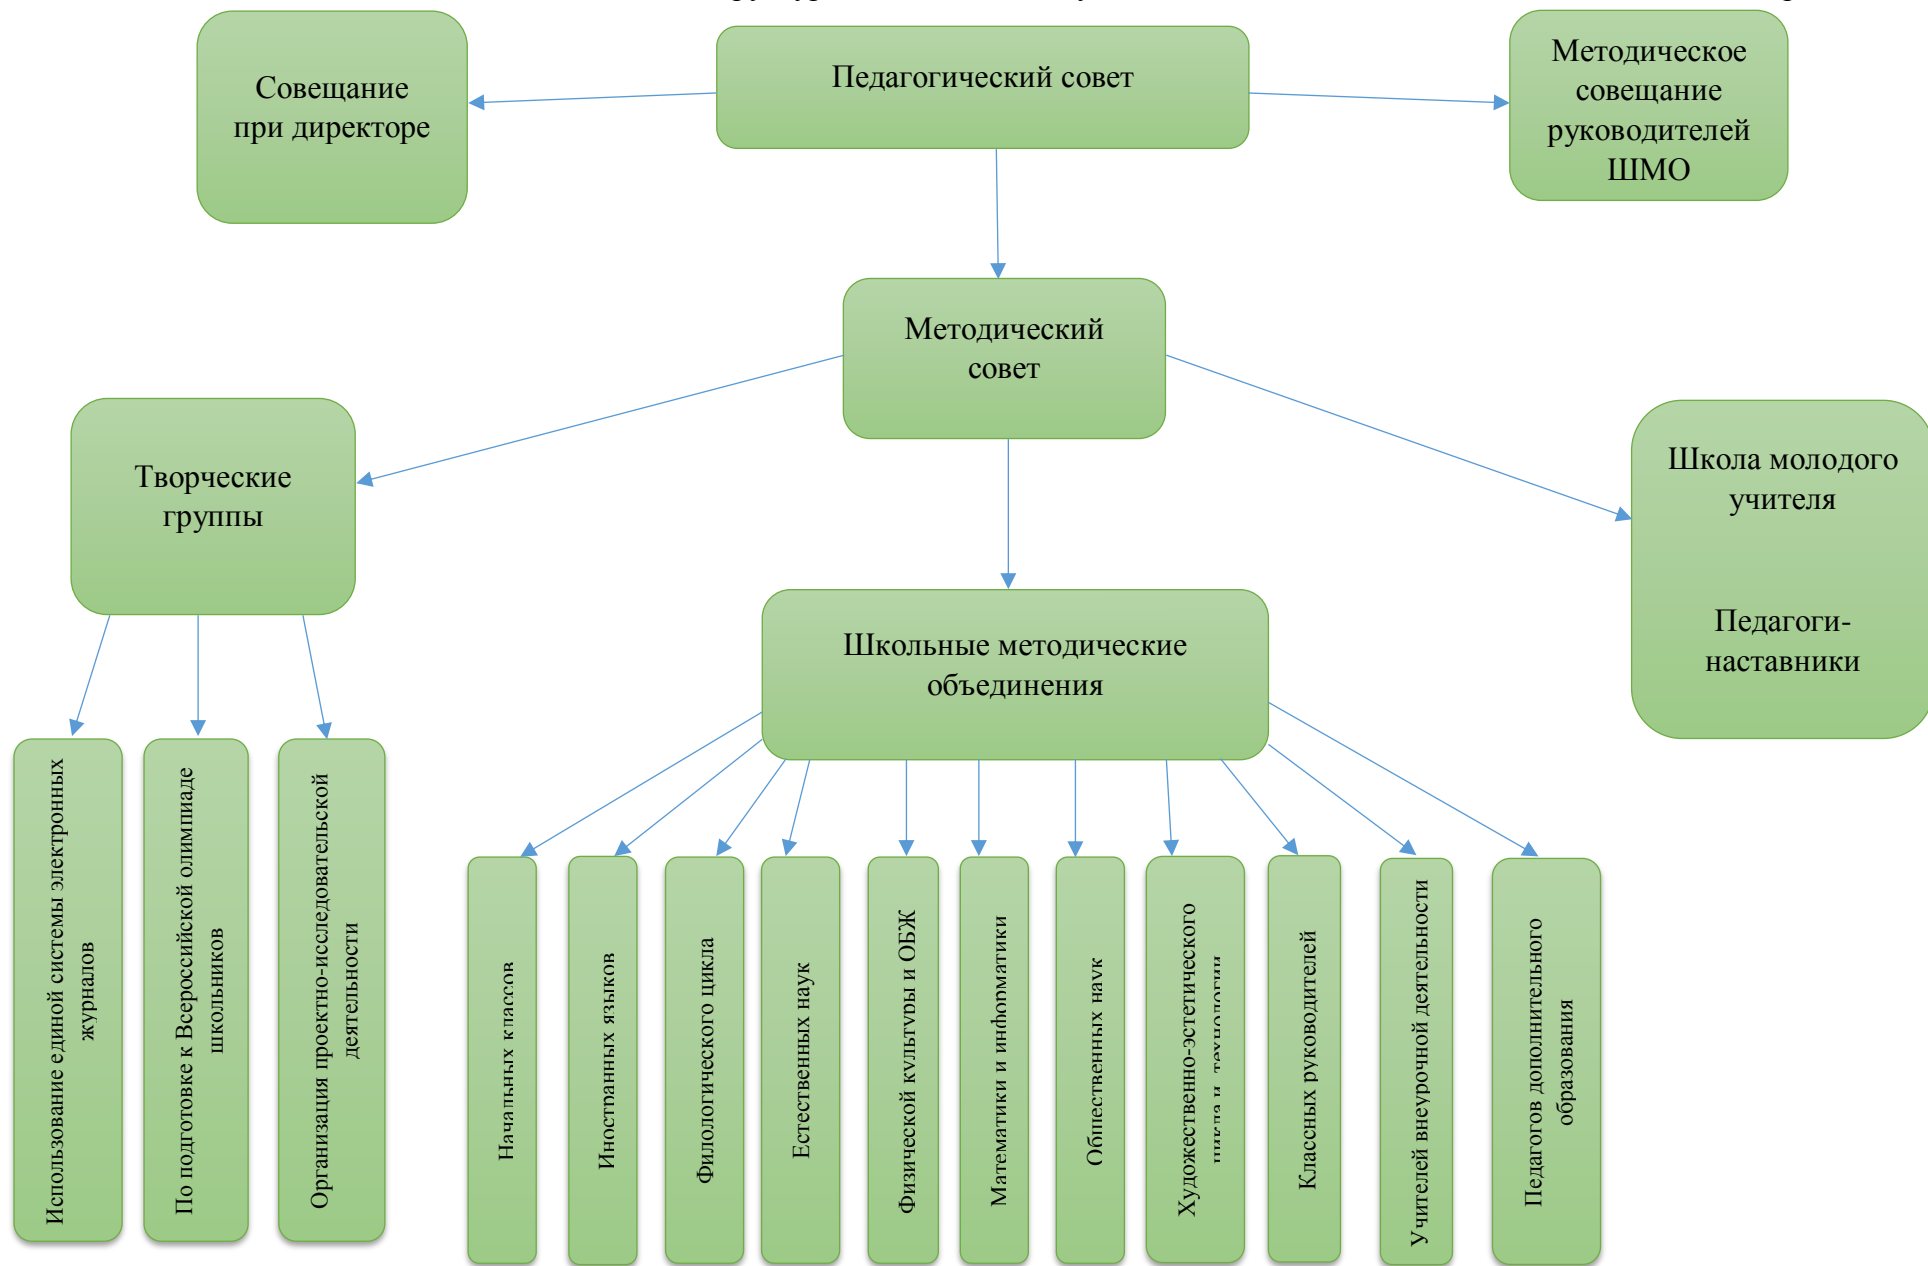 Совещание
при директоре
Педагогический совет
Методическое
совещание
руководителей
ШМО
Методический
совет
Творческие
группы
Школа молодого
учителя
Педагоги-
наставники
Школьные методические
объединения
Использование единой системы электронных
журналов
По подготовке к Всероссийской олимпиаде
школьников
Организация проектно-исследовательской
деятельности
Начальных классов
Иностранных языков
Филологического цикла
Естественных наук
Физической культуры и ОБЖ
Математики и информатики
Общественных наук
Художественно-эстетического
цикла и технологии
Классных руководителей
Учителей внеурочной деятельности
Педагогов дополнительного
образования